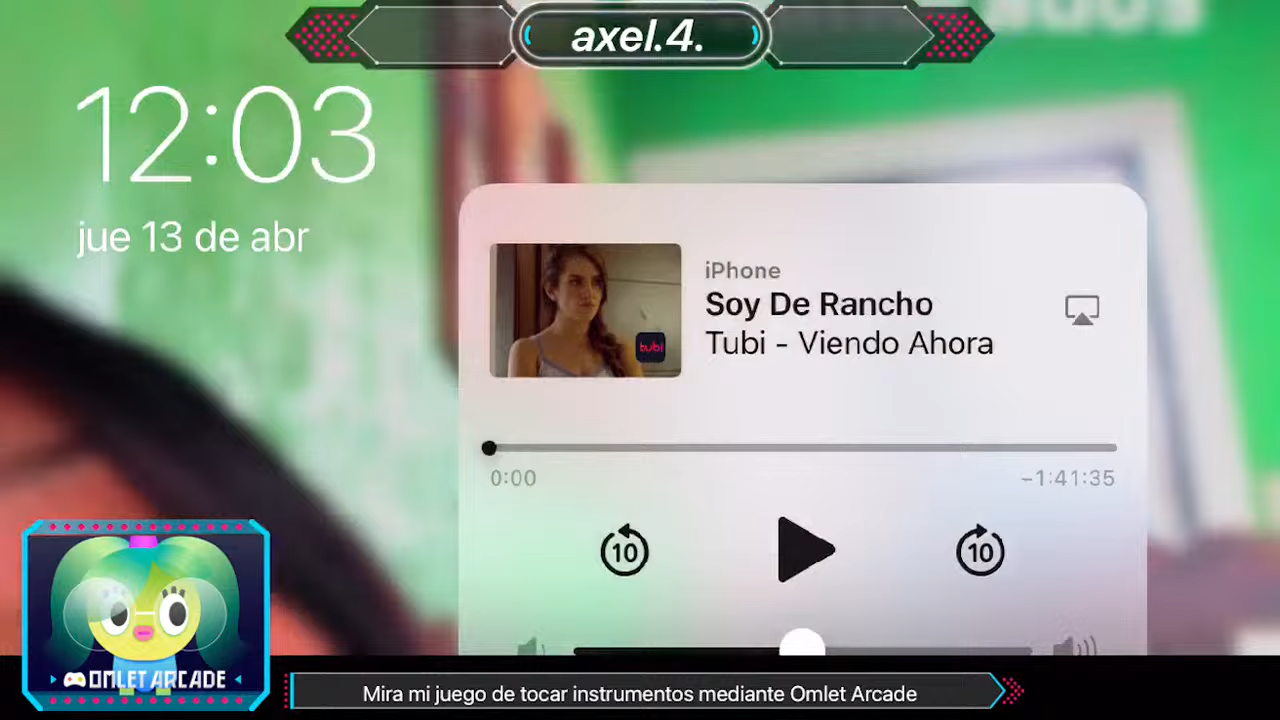 axel.4.
ados
12:03
jue 13 de abr
iPhone
Soy De Rancho
Tubi - Viendo Ahora
tubi
0:00
-1:41:35
10
10
OMLET ARCADE
Mira mi juego de tocar instrumentos mediante Omlet Arcade